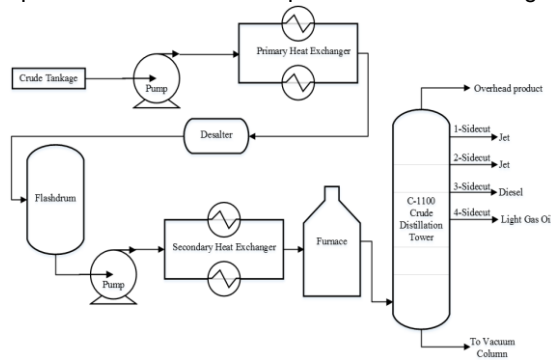 Crude Tankage
Pump
Primary Heat Exchanger
Desalter
Flashdrum
Pump
Secondary Heat Exchanger
Furnace
C-1100
Crude
Distillation
Tower
Overhead product
1-Sidecut
Jet
2-Sidecut
Jet
3-Sidecut
Diesel
4-Sidecut
Light Gas Oi
To Vacuum
Column